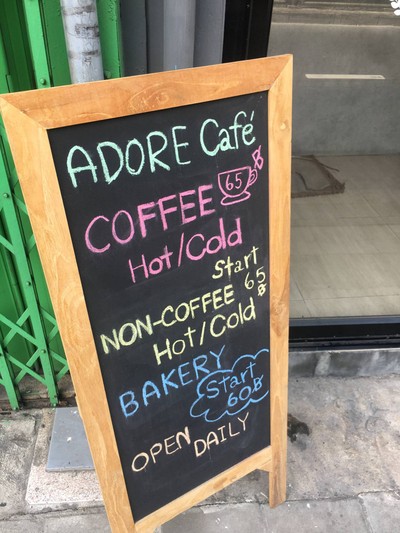 ADORE Café
COFFEE 65฿
Hot/Cold
Start
NON-COFFEE 65฿
Hot/Cold
BAKERY
Start
60฿
OPEN DAILY